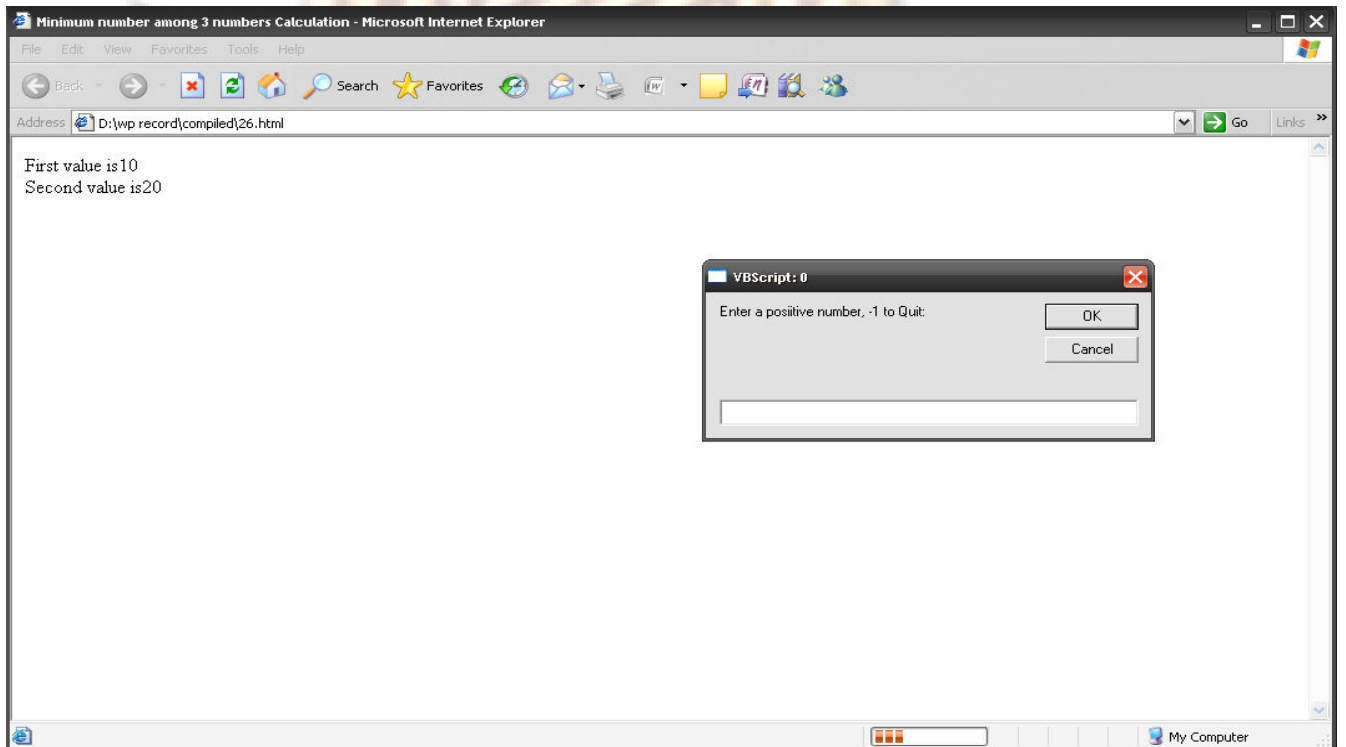 Minimum number among 3 numbers Calculation - Microsoft Internet Explorer
File Edit View Favorites Tools Help
Back Search Favorites
Address D:\wp record\compiled\26.html Go Links »
First value is10
Second value is20
VBScript: 0
Enter a posiitive number, -1 to Quit:
OK
Cancel
My Computer